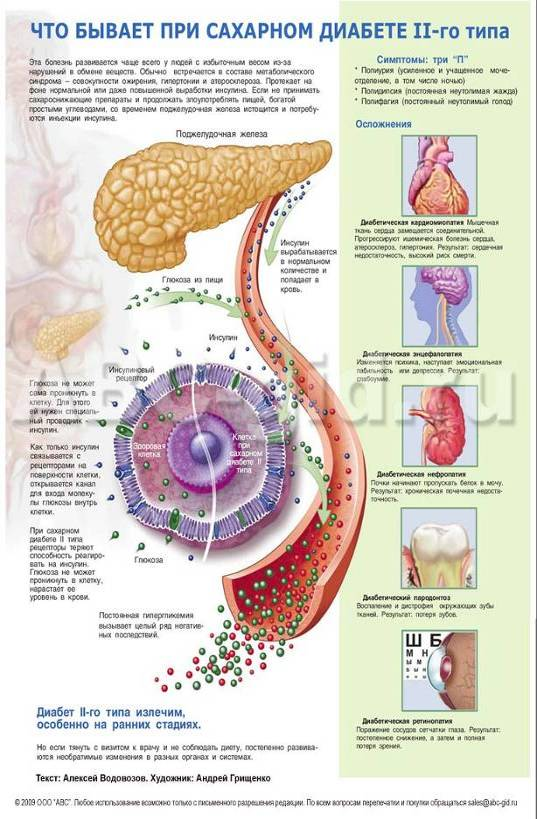 ЧТО БЫВАЕТ ПРИ САХАРНОМ ДИАБЕТЕ II-го типа
Эта болезнь развивается чаще всего у людей с избыточным весом из-за
нарушений в обмене веществ. Обычно встречается в составе метаболического
синдрома – совокупности ожирения, гипертонии и атеросклероза. Протекает на
фоне нормальной или даже повышенной выработки инсулина. Если не принимать
сахароснижающие препараты и продолжать злоупотреблять пищей, богатой
простыми углеводами, со временем поджелудочная железа истощится и потребу-
ются инъекции инсулина.
Симптомы: три "П"
* Полиурия (усиленное и учащенное моче-
отделение, а том числе ночью)
* Полидипсия (постоянная неутолимая жажда)
* Полифагия (постоянный неутолимый голод)
Поджелудочная железа
Инсулин
вырабатывается
в нормальном
количестве и
попадает в
кровь.
Глюкоза из пищи
Инсулин
Инсулиновый
рецептор
Глюкоза не может
сама проникнуть в
клетку. Для этого
ей нужен специаль-
ный проводник –
инсулин.
Как только инсулин
связывается с
рецепторами на
поверхности клетки,
открывается канал
для входа молеку-
лы глюкозы внутрь
клетки.
При сахарном
диабете II типа
рецепторы теряют
способность реагиро-
вать на инсулин.
Глюкоза не может
проникнуть в клетку,
нарастает ее
уровень в крови.
Здоровая
клетка
Клетка
при
сахарном
диабете II
типа
Глюкоза
Постоянная гипергликемия
вызывает целый ряд негатив-
ных последствий.
Осложнения
Диабетическая кардиомиопатия Мышечная
ткань сердца замещается соединительной.
Прогрессируют ишемическая болезнь сердца,
атеросклероз, гипертония. Результат: сердечная
недостаточность, высокий риск смерти.
Диабетическая энцефалопатия
Изменяется психика, наступает эмоциональная
лабильность или депрессия. Результат:
слабоумие.
Диабетическая нефропатия
Почки начинают пропускать белок в мочу.
Результат: хроническая почечная недоста-
точность.
Диабетический пародонтоз
Воспаление и дистрофия окружающих зубы
тканей. Результат: потеря зубов.
Ш Б
М Н
Диабетическая ретинопатия
Поражение сосудов сетчатки глаза. Результат:
постепенное снижение, а затем и полная
потеря зрения.
Диабет II-го типа излечим,
особенно на ранних стадиях.
Но если тянуть с визитом к врачу и не соблюдать диету, постепенно развива-
ются необратимые изменения в разных органах и системах.
Текст: Алексей Водовозов. Художник: Андрей Грищенко
© 2009 ООО "АВС". Любое использование возможно только с письменного разрешения редакции. По всем вопросам перепечатки и покупки обращаться sales@abc-gid.ru